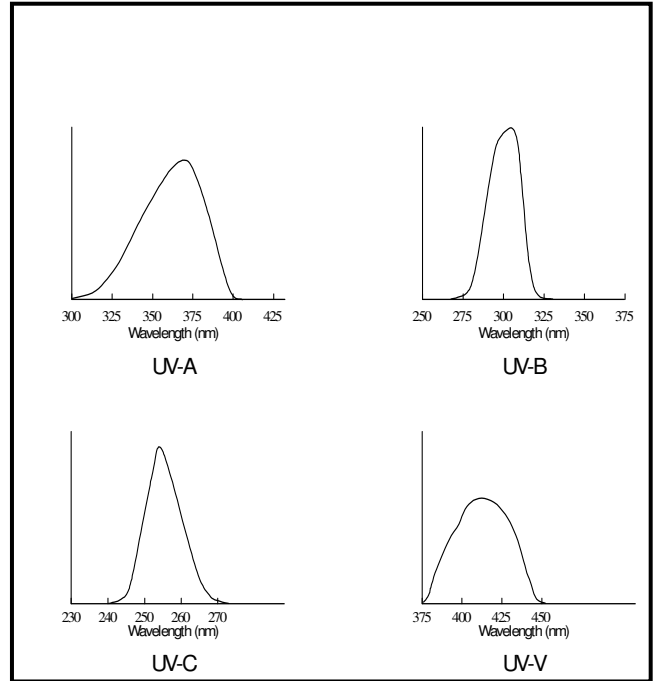 300 325 350 375 400 425
Wavelength (nm)
UV-A
250 275 300 325 350 375
Wavelength (nm)
UV-B
230 240 250 260 270
Wavelength (nm)
UV-C
375 400 425 450
Wavelength (nm)
UV-V